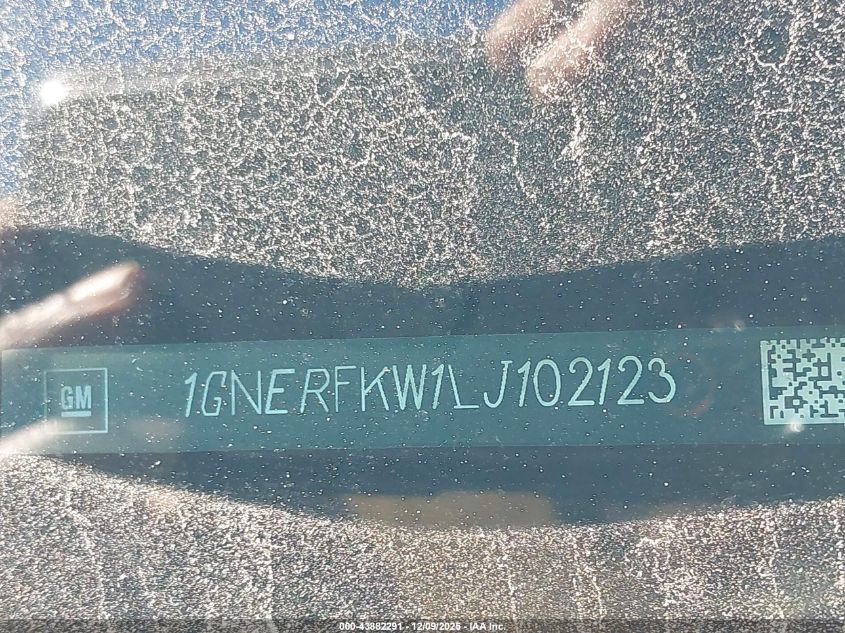 GM
1GNERFKW1LJ102123
000-43882291 - 12/09/2025 - IAA Inc.